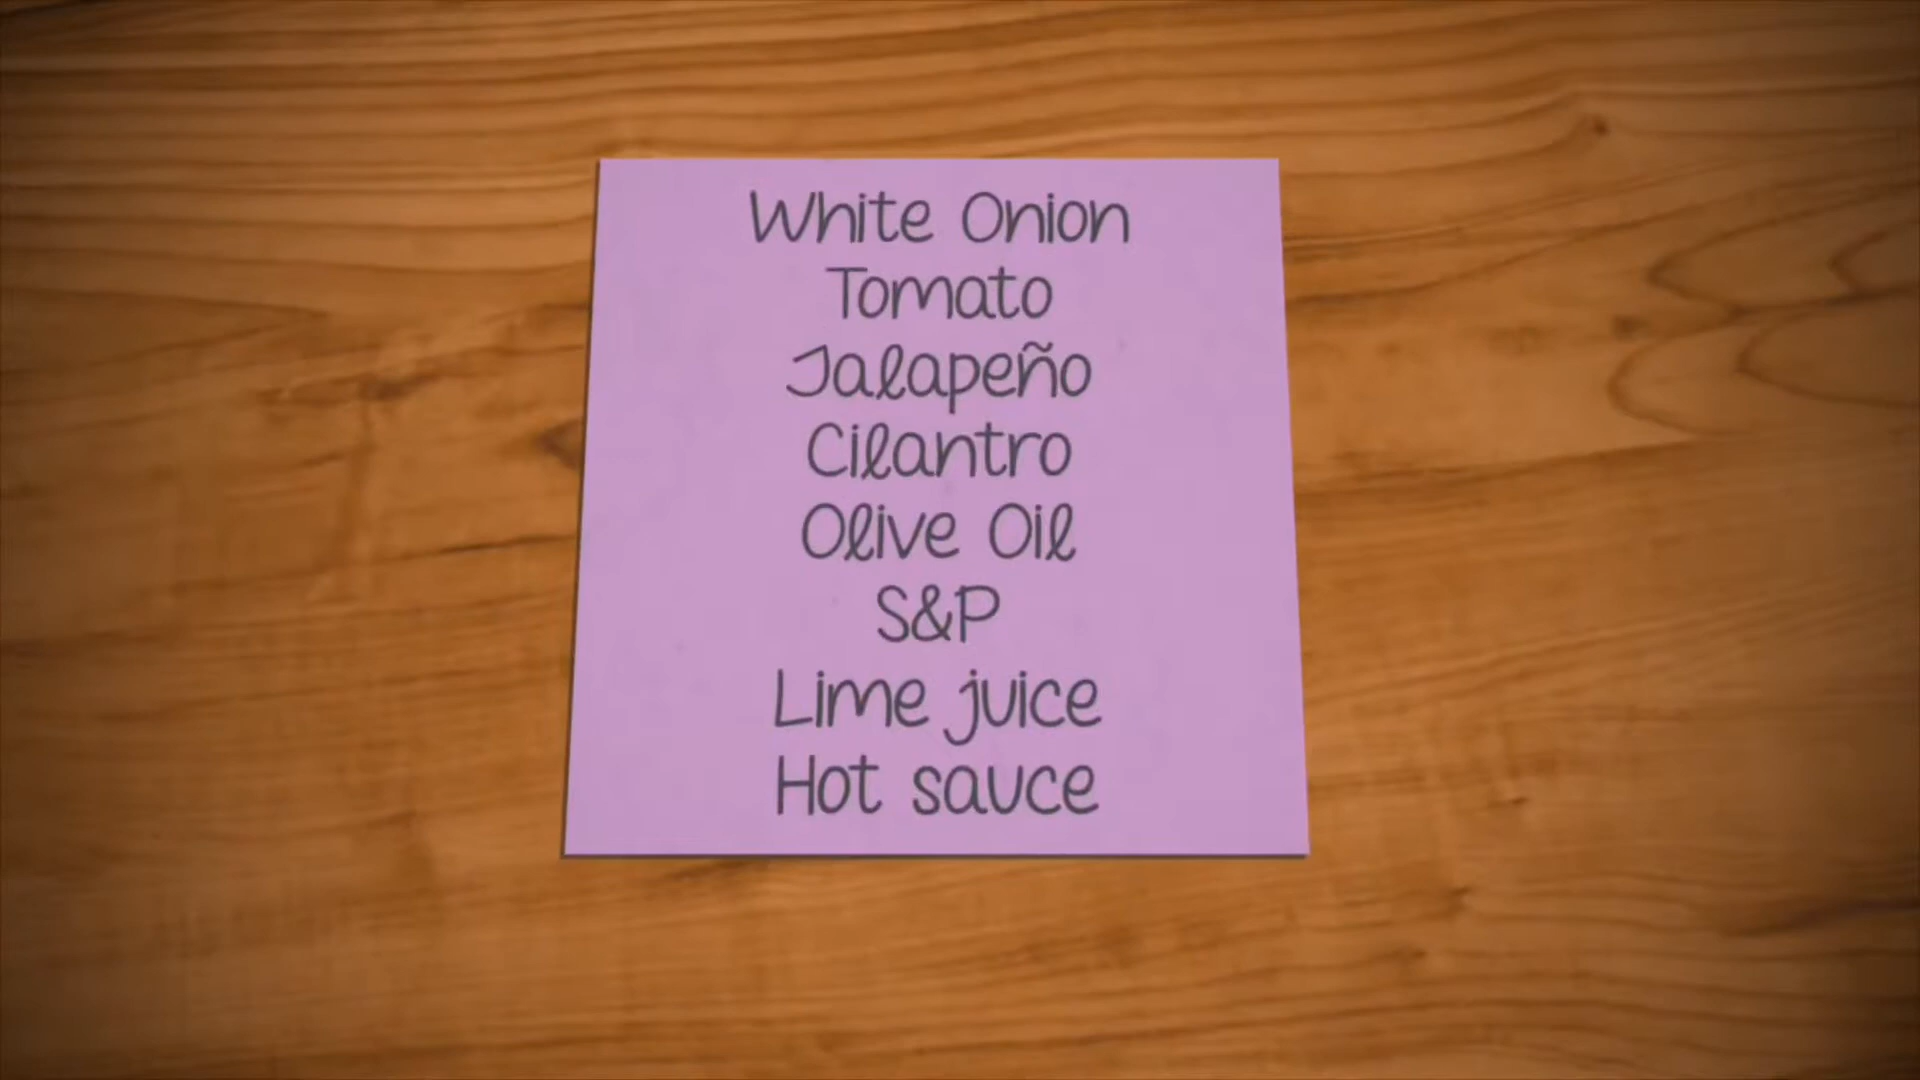 White Onion
Tomato
Jalapeño
Cilantro
Olive Oil
S&P
Lime juice
Hot sauce